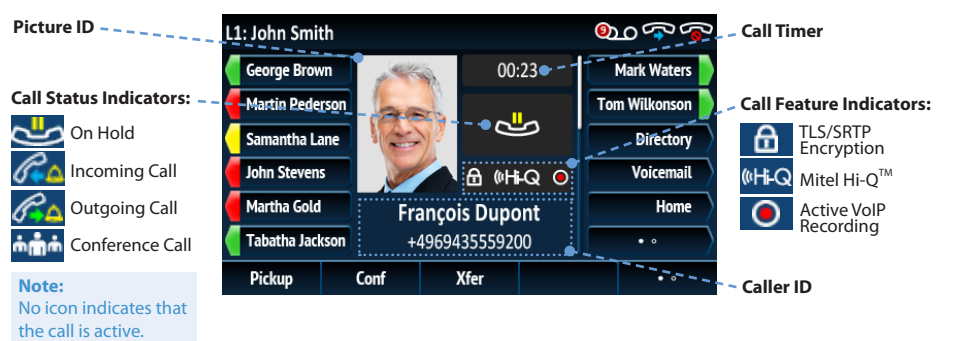 Picture ID
Call Status Indicators:
On Hold
Incoming Call
Outgoing Call
Conference Call
Note:
No icon indicates that
the call is active.
L1: John Smith
9
George Brown
Martin Pederson
Samantha Lane
John Stevens
Martha Gold
Tabatha Jackson
00:23
Hi-Q
François Dupont
+4969435559200
Mark Waters
Tom Wilkonson
Directory
Voicemail
Home
Pickup
Conf
Xfer
Call Timer
Call Feature Indicators:
TLS/SRTP
Encryption
Hi-Q
Mitel Hi-Q™
Active VoIP
Recording
Caller ID